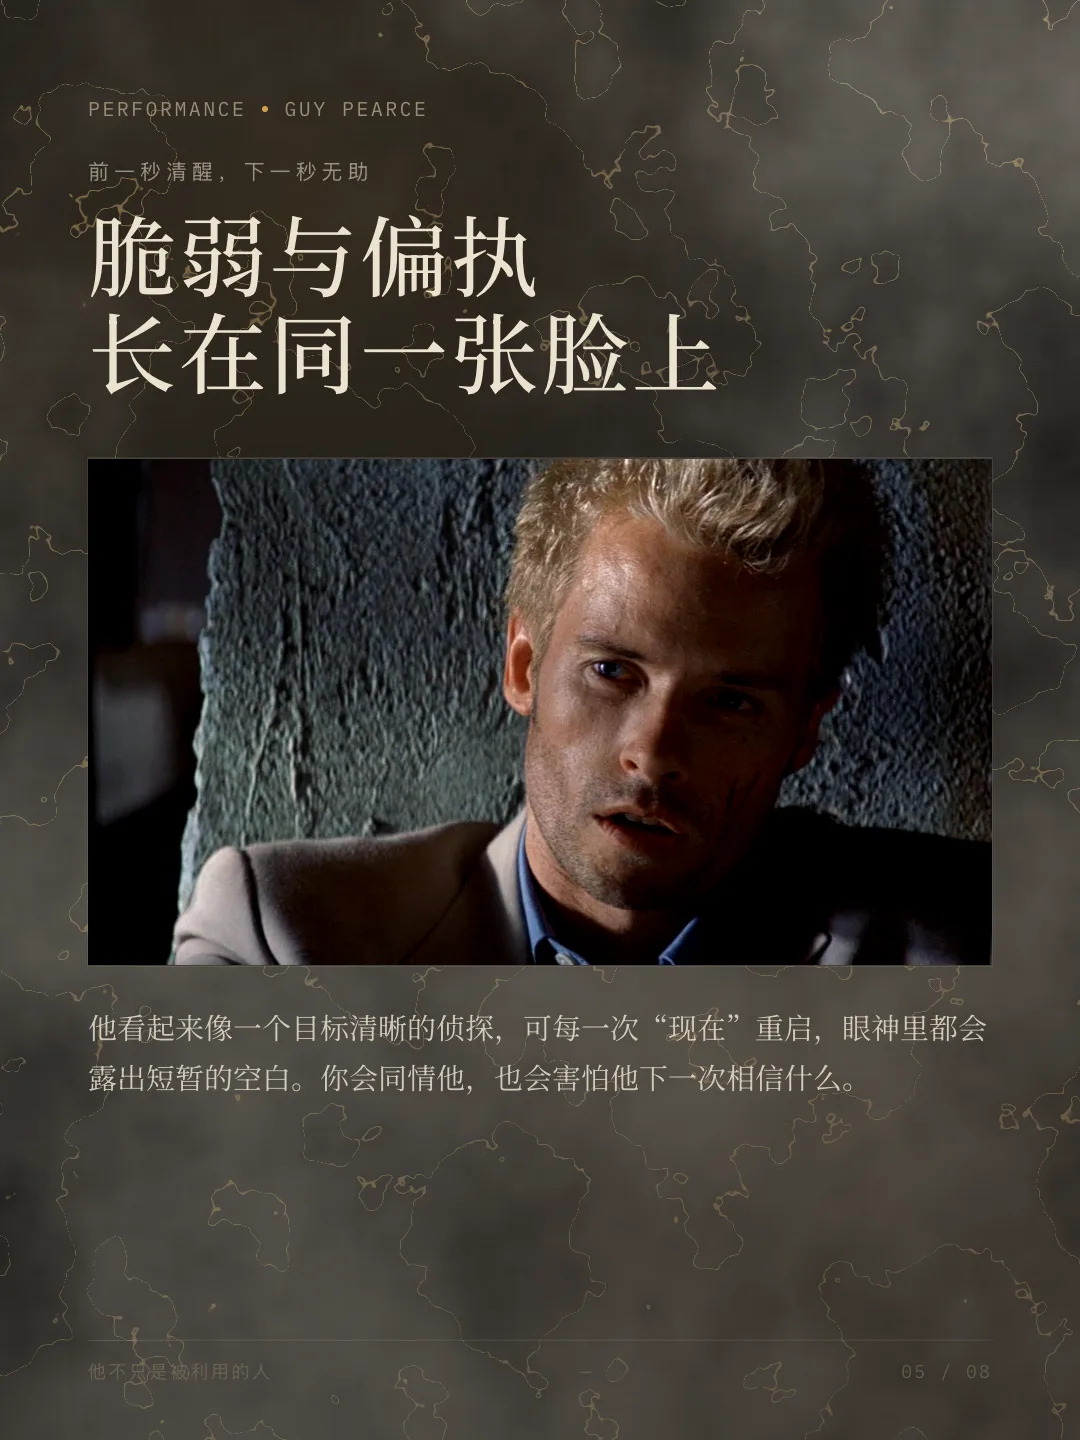 PERFORMANCE • GUY PEARCE
前一秒清醒，下一秒无助
脆弱与偏执
长在同一张脸上
他看起来像一个目标清晰的侦探，可每一次“现在”重启，眼神里都会
露出短暂的空白。你会同情他，也会害怕他下一次相信什么。
他不只是被利用的人
—
05 / 08